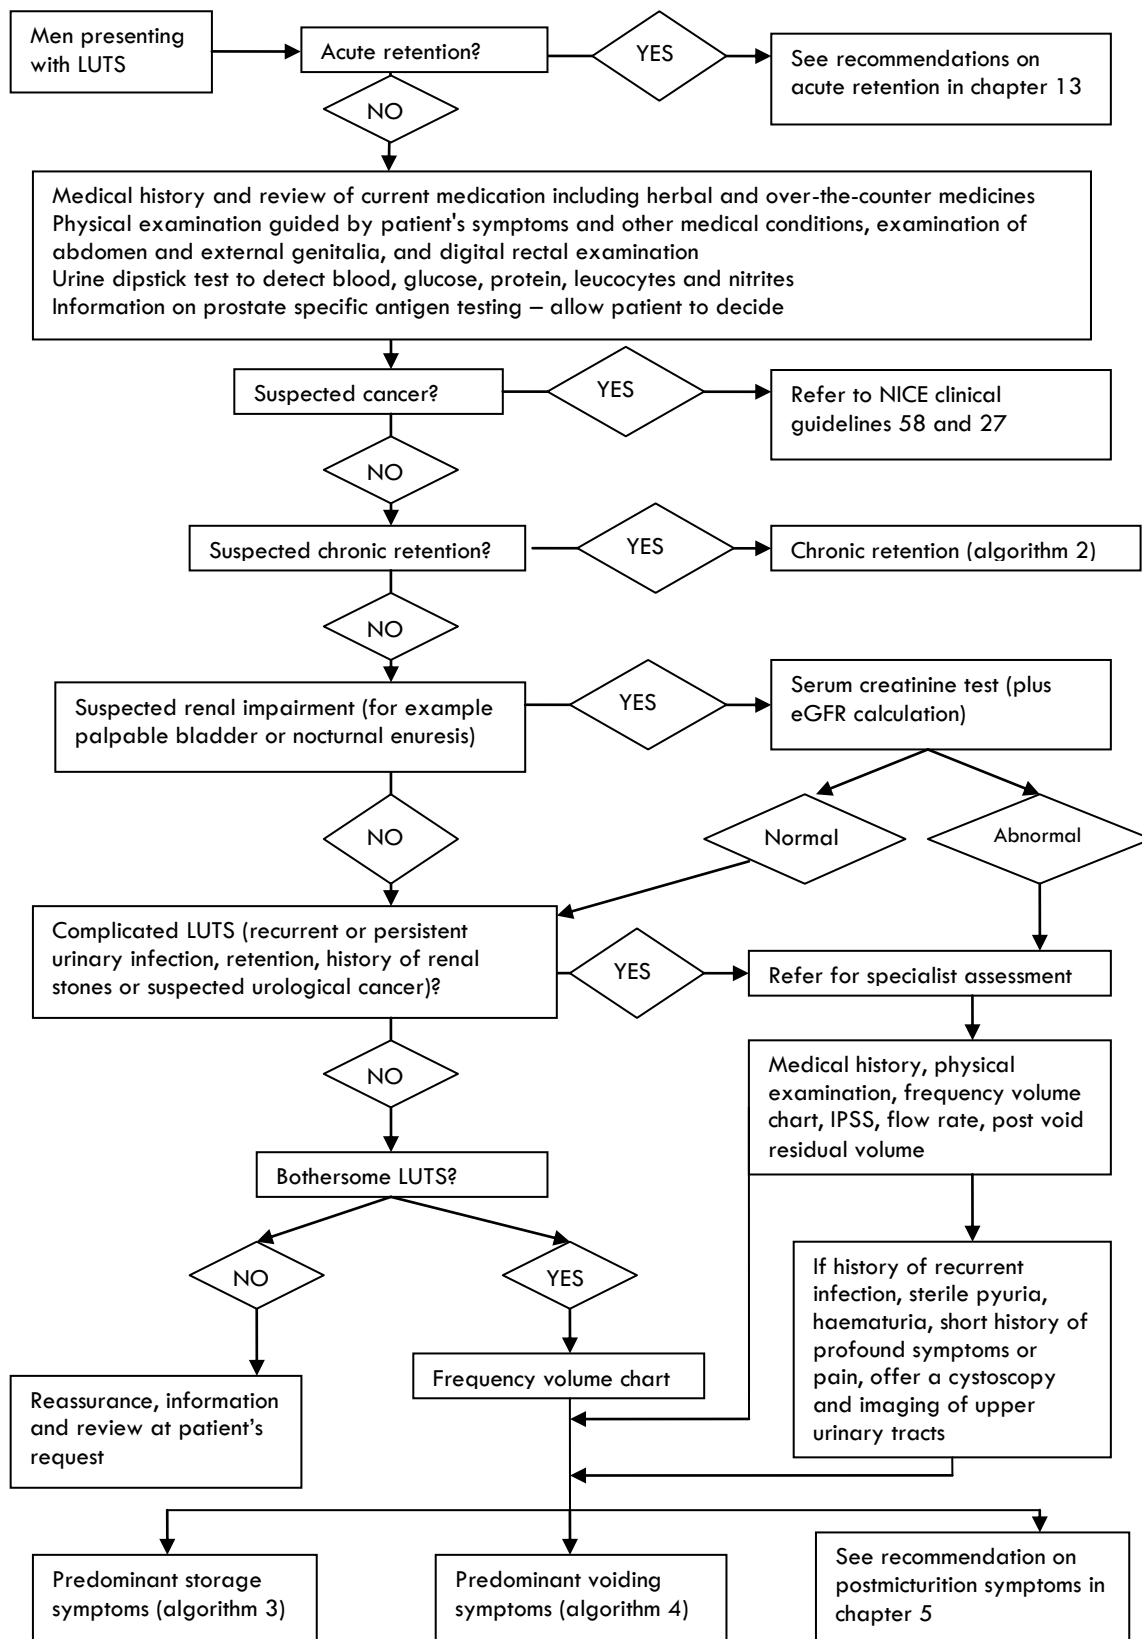 Men presenting
with LUTS
Acute retention?
YES
See recommendations on
acute retention in chapter 13
NO
Medical history and review of current medication including herbal and over-the-counter medicines
Physical examination guided by patient's symptoms and other medical conditions, examination of
abdomen and external genitalia, and digital rectal examination
Urine dipstick test to detect blood, glucose, protein, leucocytes and nitrites
Information on prostate specific antigen testing – allow patient to decide
Suspected cancer?
YES
Refer to NICE clinical
guidelines 58 and 27
NO
Suspected chronic retention?
YES
Chronic retention (algorithm 2)
NO
Suspected renal impairment (for example
palpable bladder or nocturnal enuresis)
YES
Serum creatinine test (plus
eGFR calculation)
NO
Normal
Abnormal
Complicated LUTS (recurrent or persistent
urinary infection, retention, history of renal
stones or suspected urological cancer)?
YES
Refer for specialist assessment
NO
Medical history, physical
examination, frequency volume
chart, IPSS, flow rate, post void
residual volume
Bothersome LUTS?
NO
YES
If history of recurrent
infection, sterile pyuria,
haematuria, short history of
profound symptoms or
pain, offer a cystoscopy
and imaging of upper
urinary tracts
Frequency volume chart
Reassurance, information
and review at patient's
request
Predominant storage
symptoms (algorithm 3)
Predominant voiding
symptoms (algorithm 4)
See recommendation on
postmicturition symptoms in
chapter 5